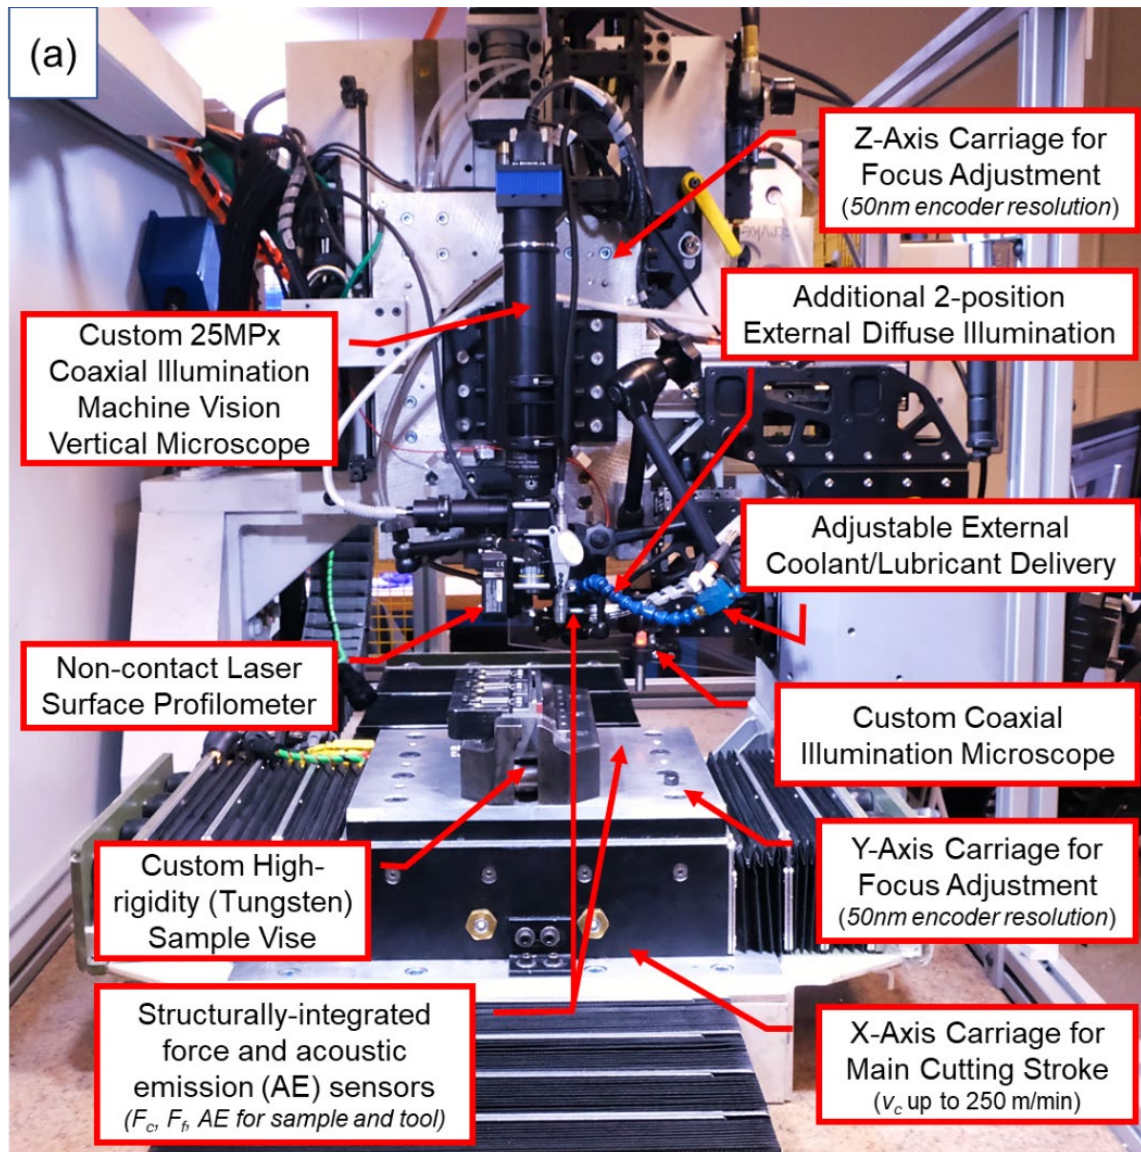 (a)
Z-Axis Carriage for
Focus Adjustment
(50nm encoder resolution)
Additional 2-position
External Diffuse Illumination
Custom 25MPx
Coaxial Illumination
Machine Vision
Vertical Microscope
Adjustable External
Coolant/Lubricant Delivery
Non-contact Laser
Surface Profilometer
Custom Coaxial
Illumination Microscope
Custom High-
rigidity (Tungsten)
Sample Vise
Y-Axis Carriage for
Focus Adjustment
(50nm encoder resolution)
Structurally-integrated
force and acoustic
emission (AE) sensors
(Fc, Ff, AE for sample and tool)
X-Axis Carriage for
Main Cutting Stroke
(vc up to 250 m/min)